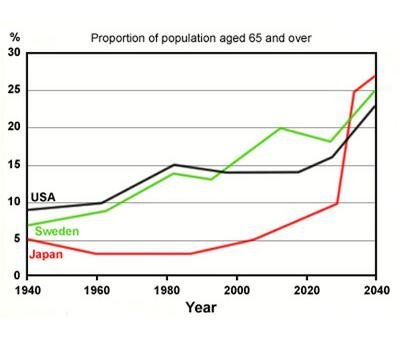 % Proportion of population aged 65 and over
30
25
20
15
10
5
0
USA
Sweden
Japan
1940 1960 1980 2000 2020 2040
Year